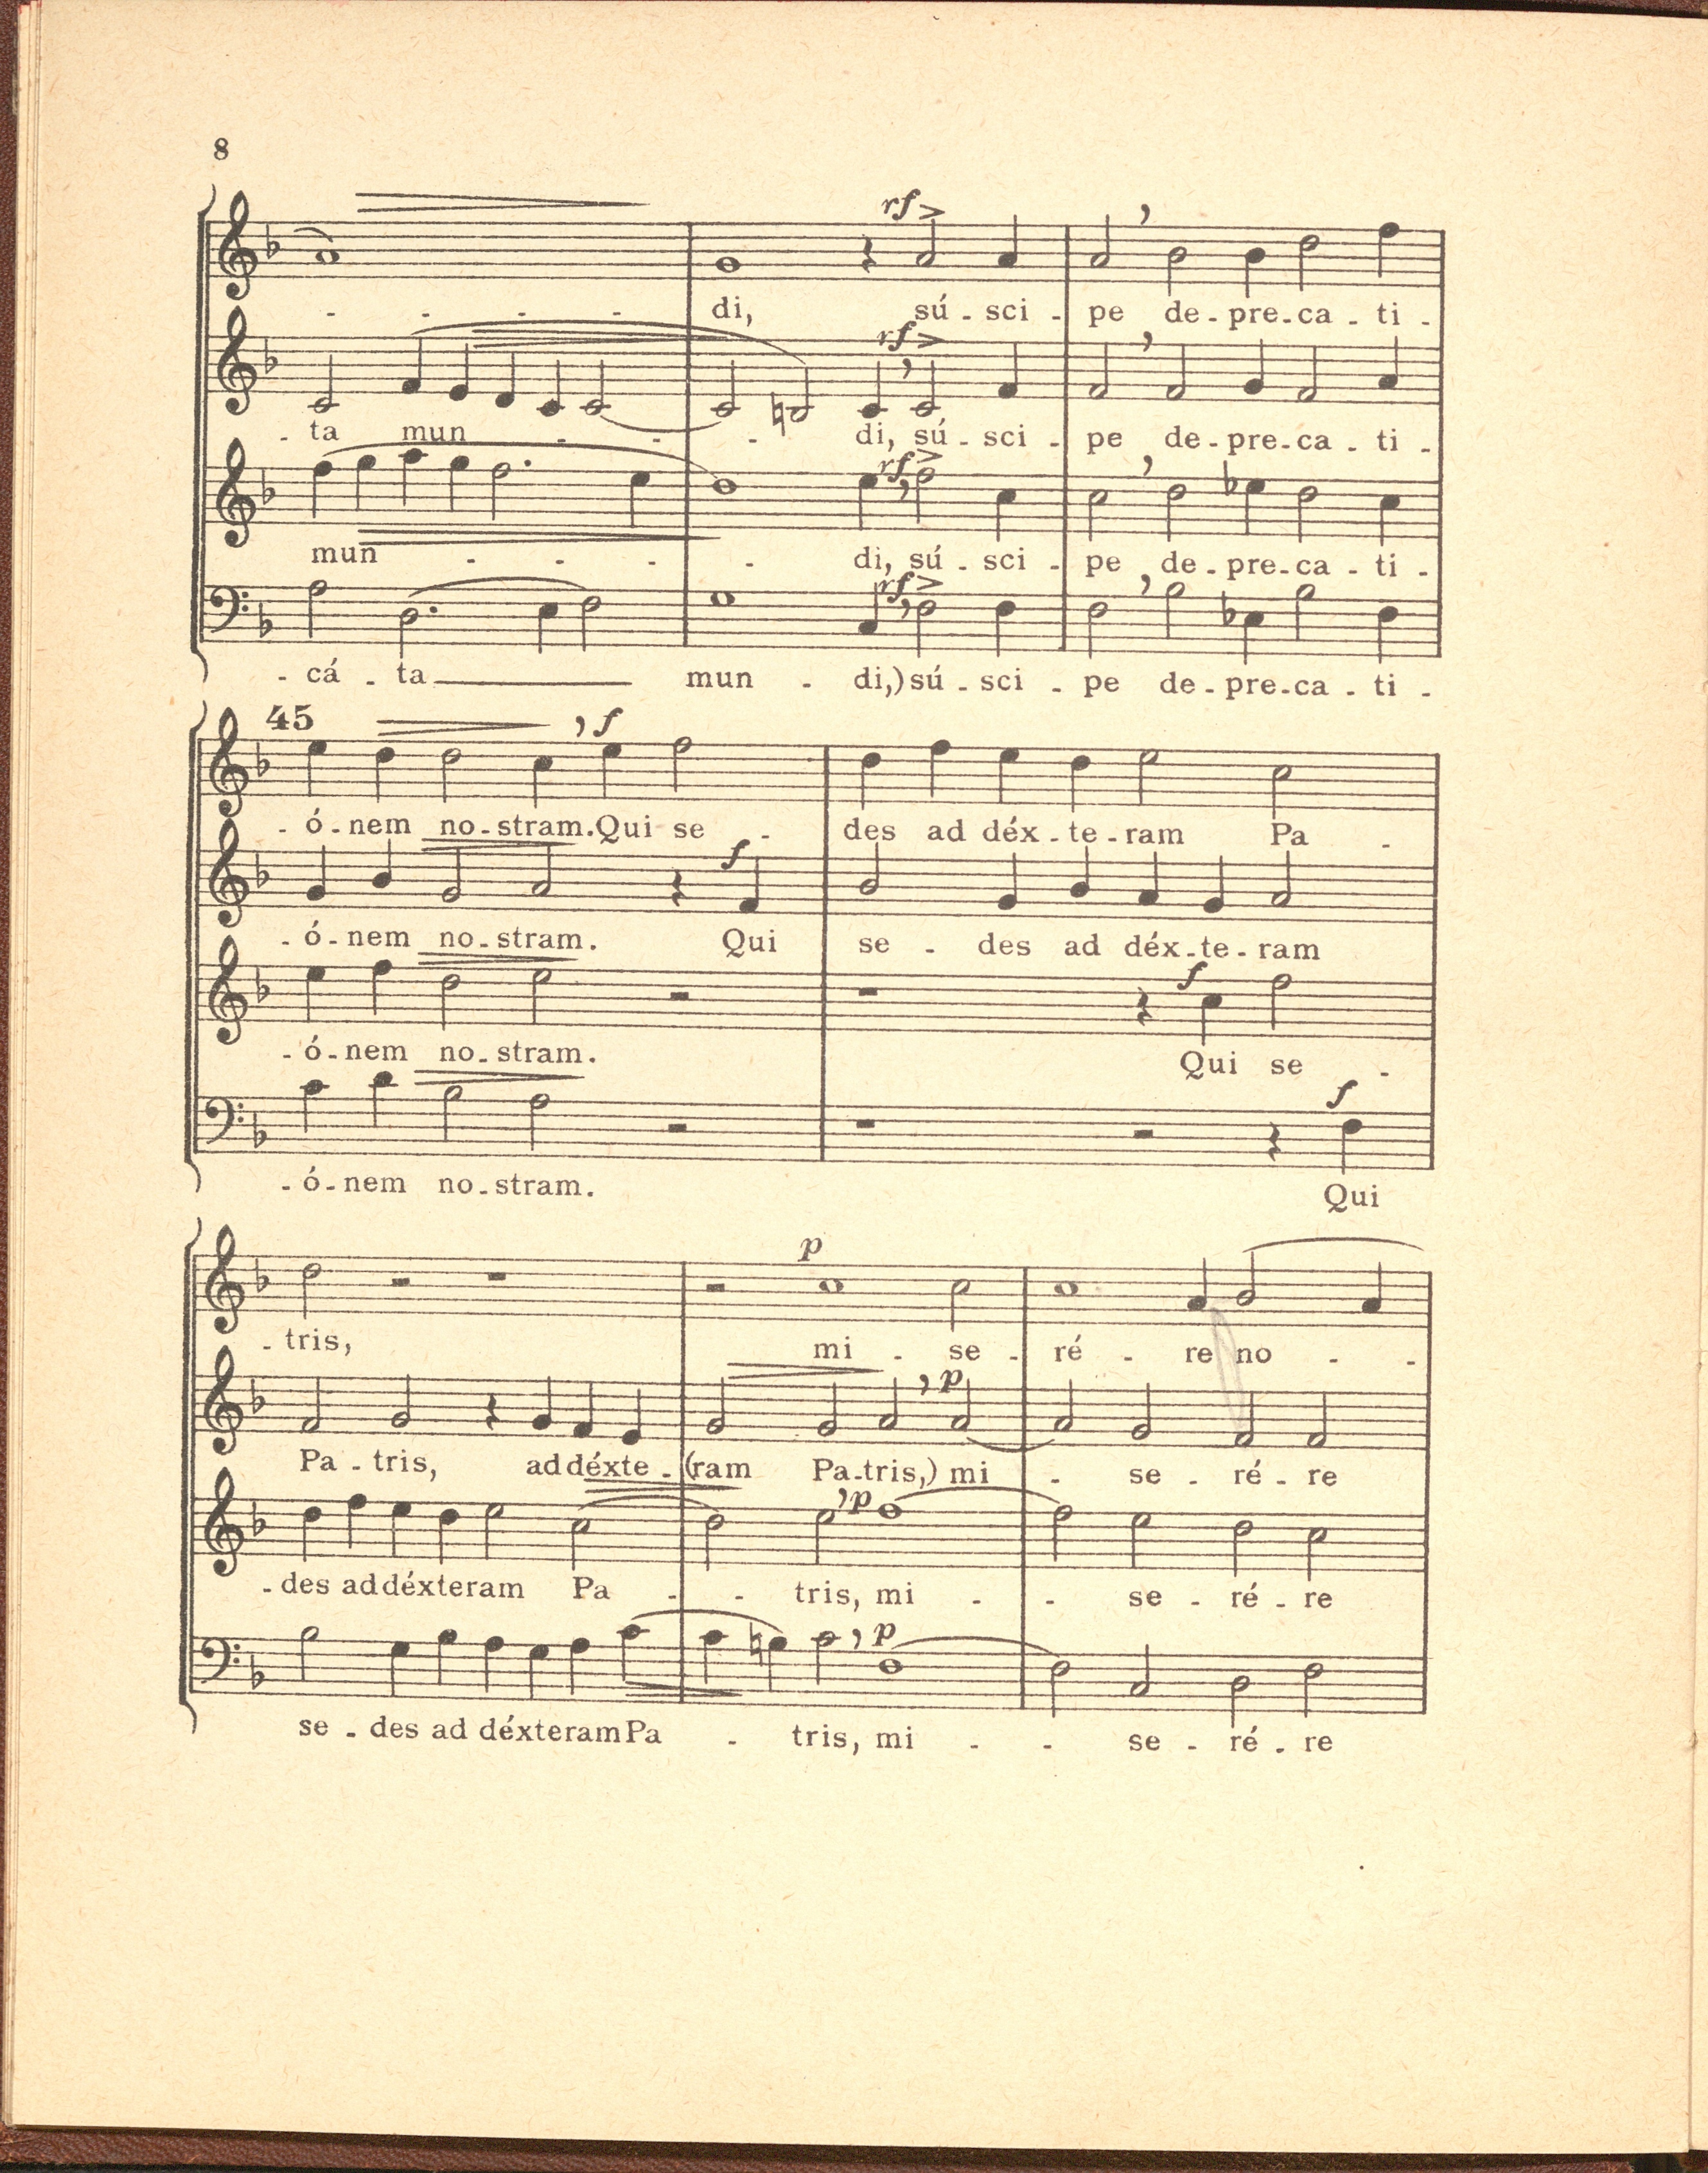 8
rf
di, sú - sci -pe de - pre - ca - ti -
rf
- ta mun - - - di, sú - sci - pe de - pre - ca - ti -
rf
mun - - - - di, sú - sci - pe de - pre - ca - ti -
rf
- cá - ta mun - di,) sú - sci - pe de - pre - ca - ti -
45 f
- ó - nem no - stram. Qui se - des ad déx - te - ram Pa -
f
- ó - nem no - stram. Qui se - des ad déx - te - ram
f
- ó - nem no - stram. Qui se -
f
- ó - nem no - stram. Qui
p
- tris, mi - se - ré - re no - -
p
Pa - tris, ad déxte - (ram Pa - tris,) mi - se - ré - re
p
- des ad déxteram Pa - - tris, mi - - se - ré - re
p
se - des ad déxteram Pa - tris, mi - - se - ré - re